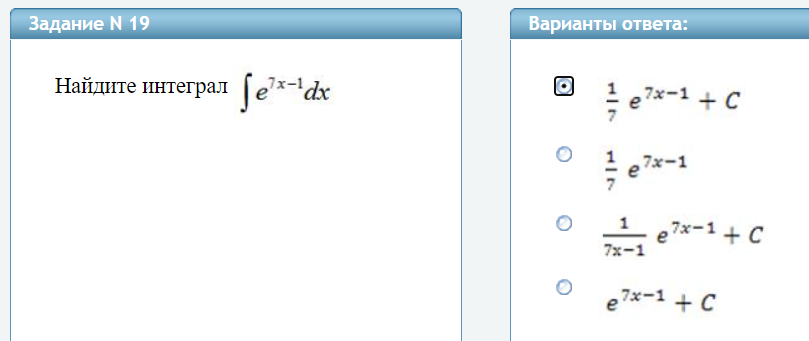 Задание N 19
Варианты ответа:
Найдите интеграл ∫e^{7x−1}dx
1/7 e^{7x−1} + C
1/7 e^{7x−1}
1/(7x−1) e^{7x−1} + C
e^{7x−1} + C